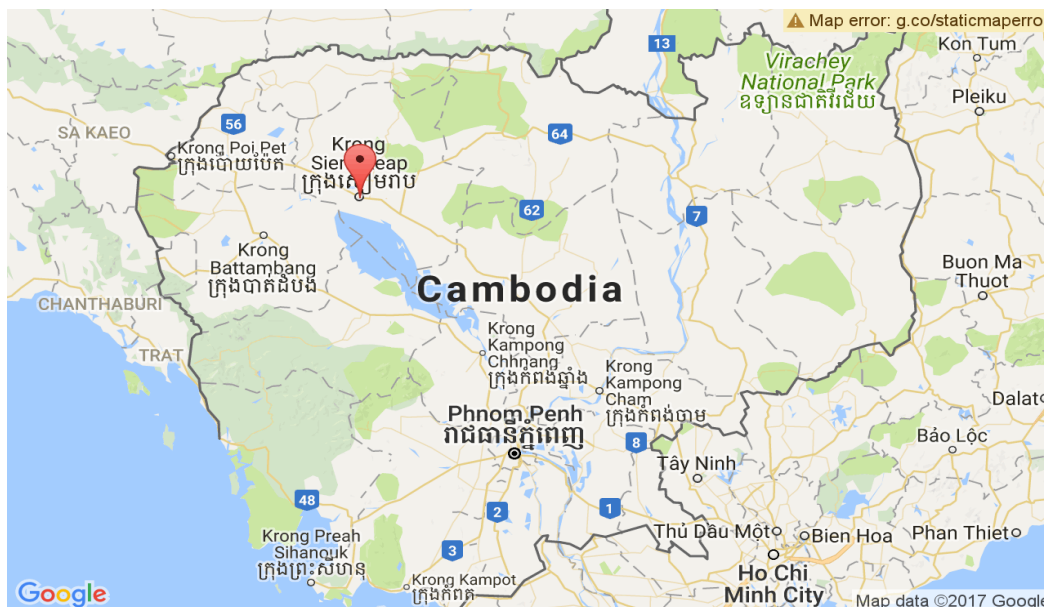 Map error: g.co/staticmaperro
13
Kon Tum
Virachey
National Park
ឧទ្យានជាតិវីរជ័យ
Pleiku
SA KAEO
56
64
Krong Poi Pet
ក្រុងប៉ោយប៉ែត
Krong
Siem Reap
ក្រុងសៀមរាប
62
7
Krong
Battambang
ក្រុងបាត់ដំបង
Buon Ma
Thuot
Cambodia
CHANTHABURI
TRAT
Krong
Kampong
Chhnang
ក្រុងកំពង់ឆ្នាំង
Krong
Kampong
Cham
ក្រុងកំពង់ចាម
Dalat
Phnom Penh
រាជធានីភ្នំពេញ
8
Bảo Lộc
Tây Ninh
48
2
1
Krong Preah
Sihanouk
ក្រុងព្រះសីហនុ
3
Thủ Dầu Một
Bien Hoa
Phan Thiet
Krong Kampot
ក្រុងកំពត
Ho Chi
Minh City
Google
Map data ©2017 Google